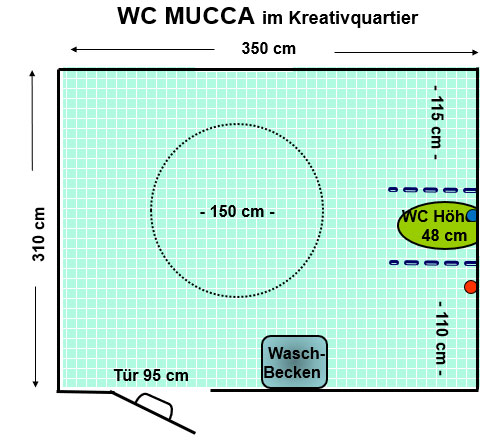 WC MUCCA im Kreativquartier
350 cm
- 115 cm -
310 cm
- 150 cm -
WC Höh
48 cm
- 110 cm -
Wasch-
Becken
Tür 95 cm